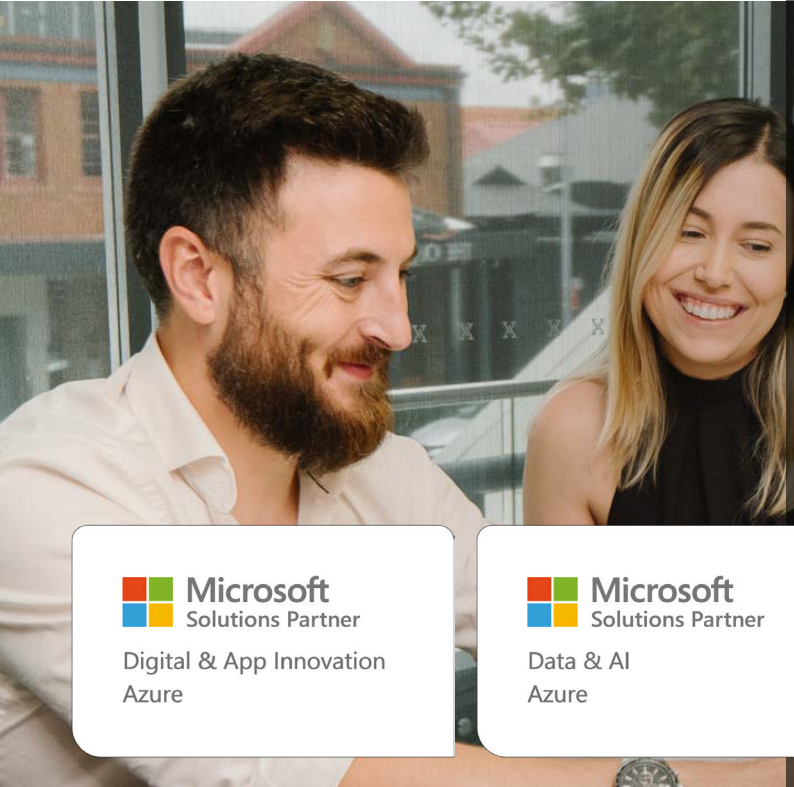 Microsoft
Solutions Partner
Digital & App Innovation
Azure
Microsoft
Solutions Partner
Data & AI
Azure